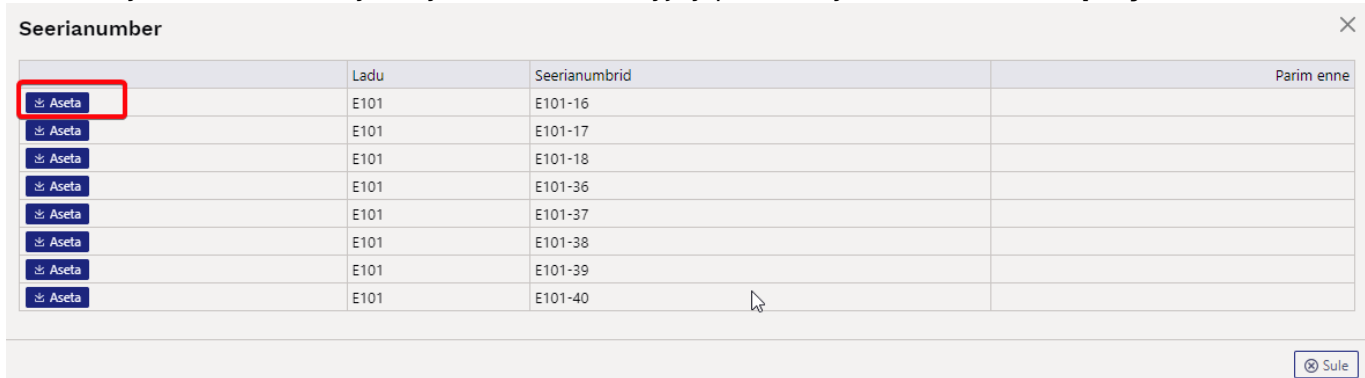 Seerianumber
Ladu Seerianumbrid Parim enne
Aseta E101 E101-16
Aseta E101 E101-17
Aseta E101 E101-18
Aseta E101 E101-36
Aseta E101 E101-37
Aseta E101 E101-38
Aseta E101 E101-39
Aseta E101 E101-40
Sule